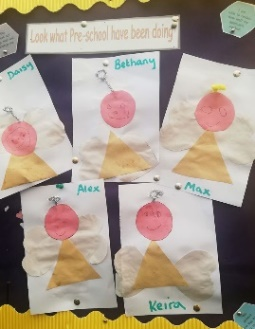 Look what Pre-school have been doing
Daisy
Bethany
Alex
Max
Keira